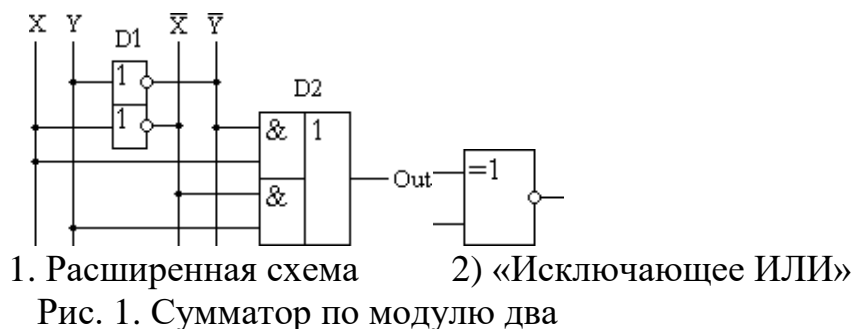 X Y X̅ Y̅
D1
1
D2
1
& 1
Out =1
&
1. Расширенная схема 2) «Исключающее ИЛИ»
Рис. 1. Сумматор по модулю два